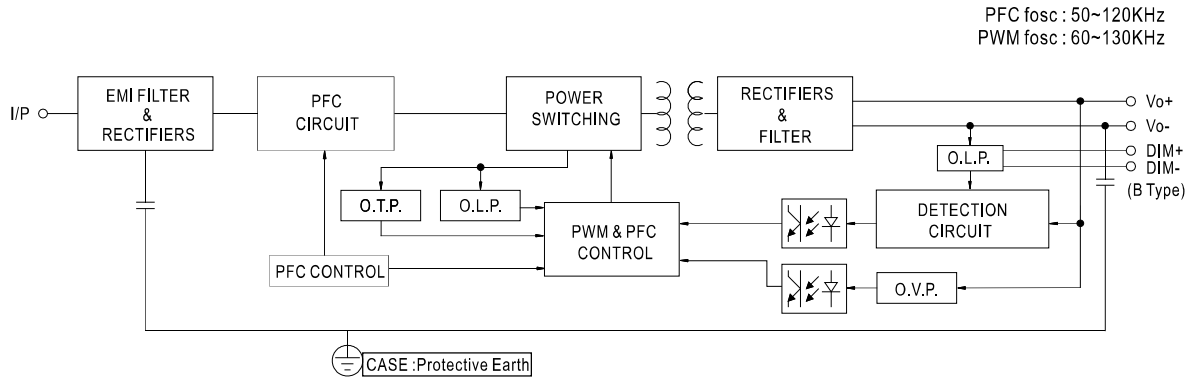 PFC fosc : 50~120KHz
PWM fosc : 60~130KHz
I/P
EMI FILTER
&
RECTIFIERS
PFC
CIRCUIT
POWER
SWITCHING
RECTIFIERS
&
FILTER
Vo+
Vo-
DIM+
DIM-
(B Type)
O.L.P.
O.T.P.
O.L.P.
PWM & PFC
CONTROL
DETECTION
CIRCUIT
PFC CONTROL
O.V.P.
CASE :Protective Earth